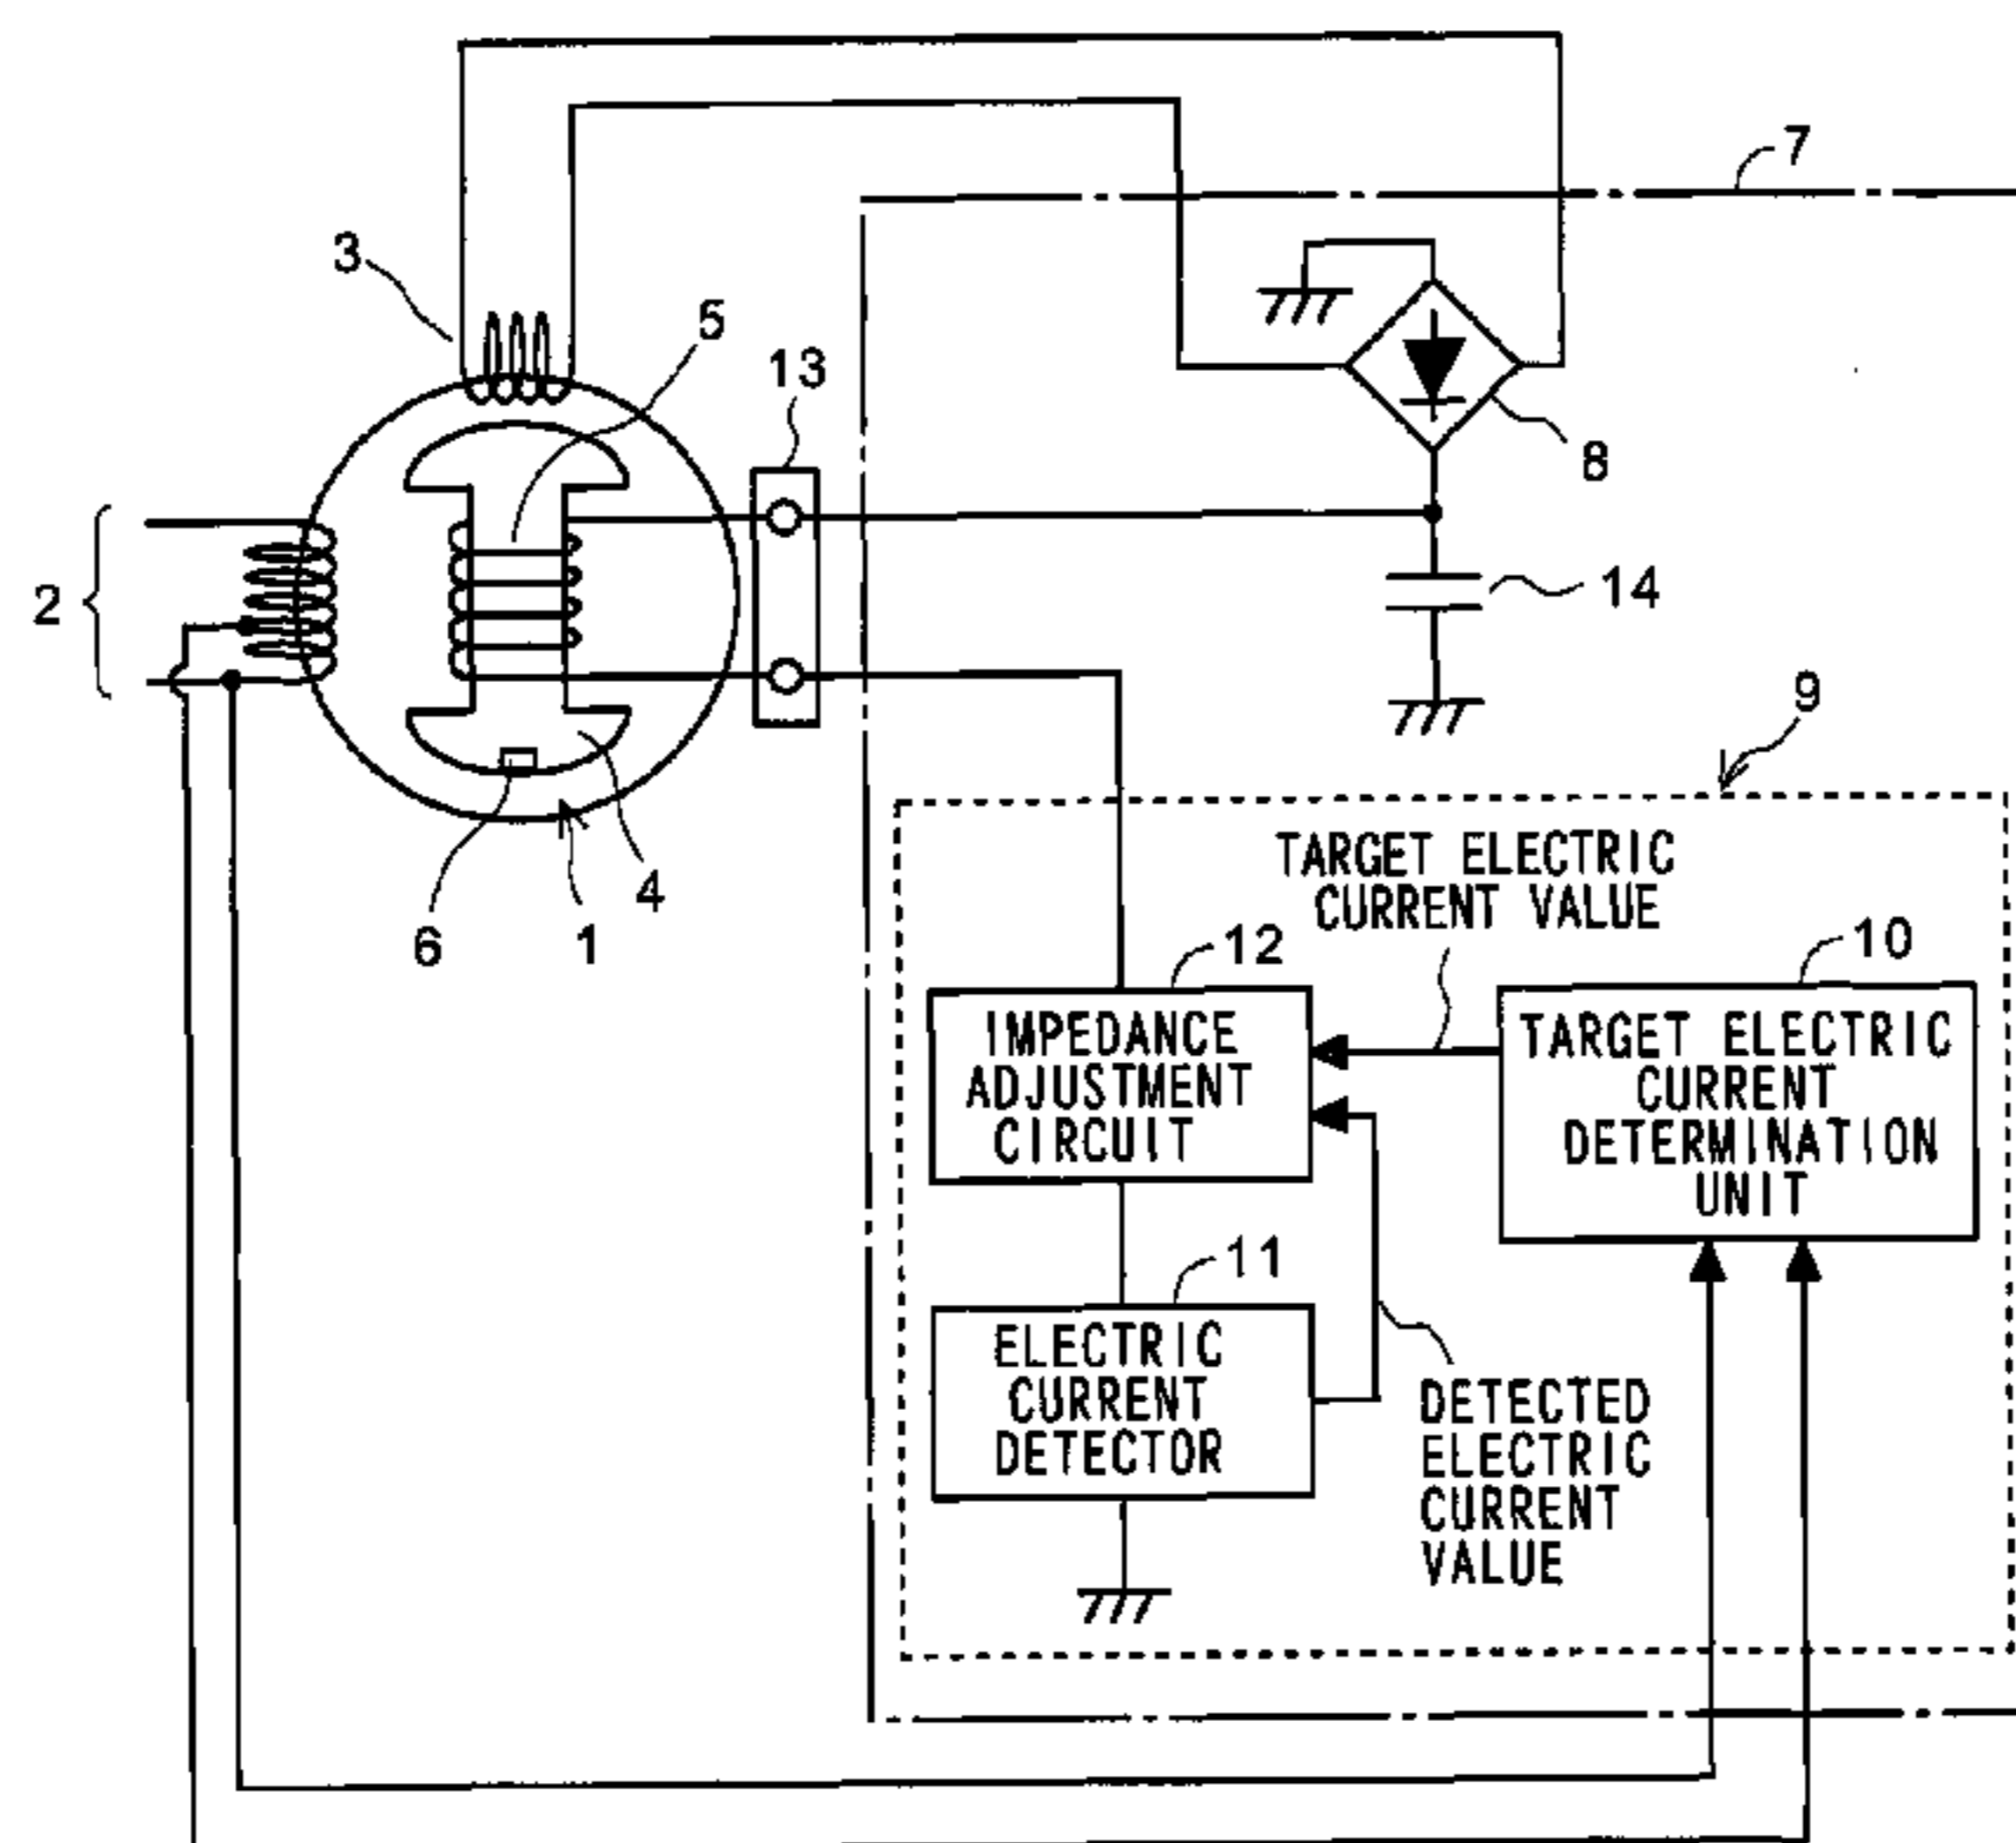 7
3
5
13
8
2
14
9
TARGET ELECTRIC
CURRENT VALUE
4
6
1
12
10
IMPEDANCE
ADJUSTMENT
CIRCUIT
TARGET ELECTRIC
CURRENT
DETERMINATION
UNIT
11
ELECTRIC
CURRENT
DETECTOR
DETECTED
ELECTRIC
CURRENT
VALUE